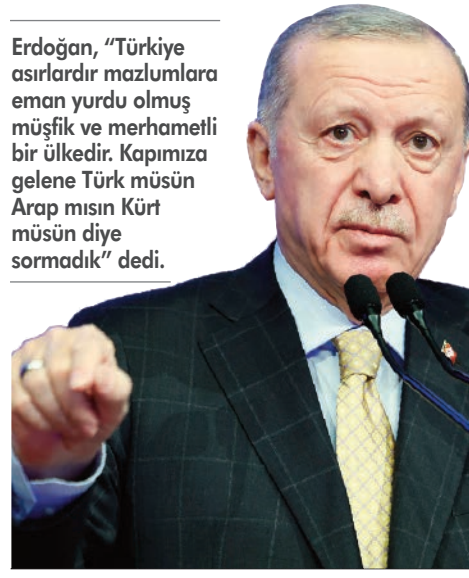 Erdoğan, “Türkiye
asırlardır mazlumlara
eman yurdu olmuş
müşfik ve merhametli
bir ülkedir. Kapımıza
gelene Türk müsün
Arap mısın Kürt
müsün diye
sormadık” dedi.